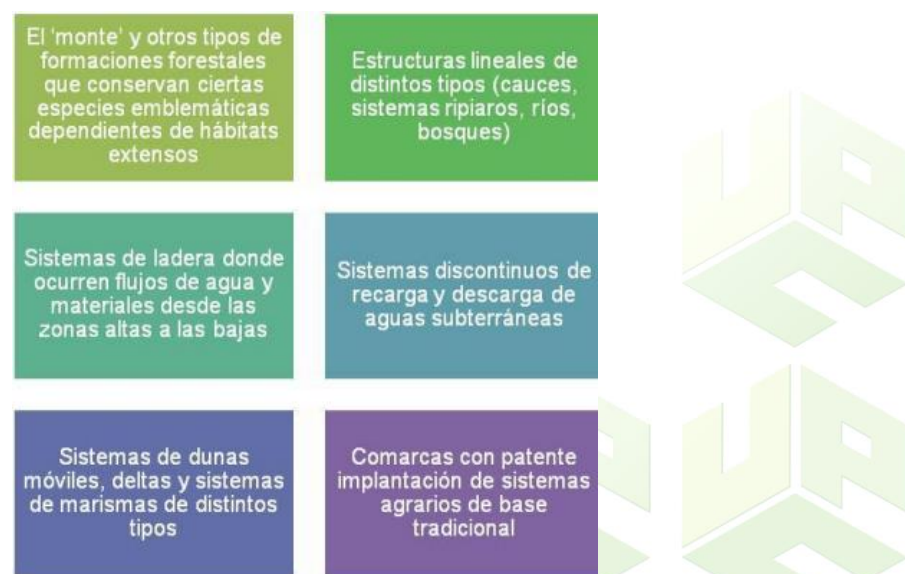 El 'monte' y otros tipos de
formaciones forestales
que conservan ciertas
especies emblemáticas
dependientes de hábitats
extensos
Estructuras lineales de
distintos tipos (cauces,
sistemas ripiaros, ríos,
bosques)
Sistemas de ladera donde
ocurren flujos de agua y
materiales desde las
zonas altas a las bajas
Sistemas discontinuos de
recarga y descarga de
aguas subterráneas
Sistemas de dunas
móviles, deltas y sistemas
de marismas de distintos
tipos
Comarcas con patente
implantación de sistemas
agrarios de base
tradicional